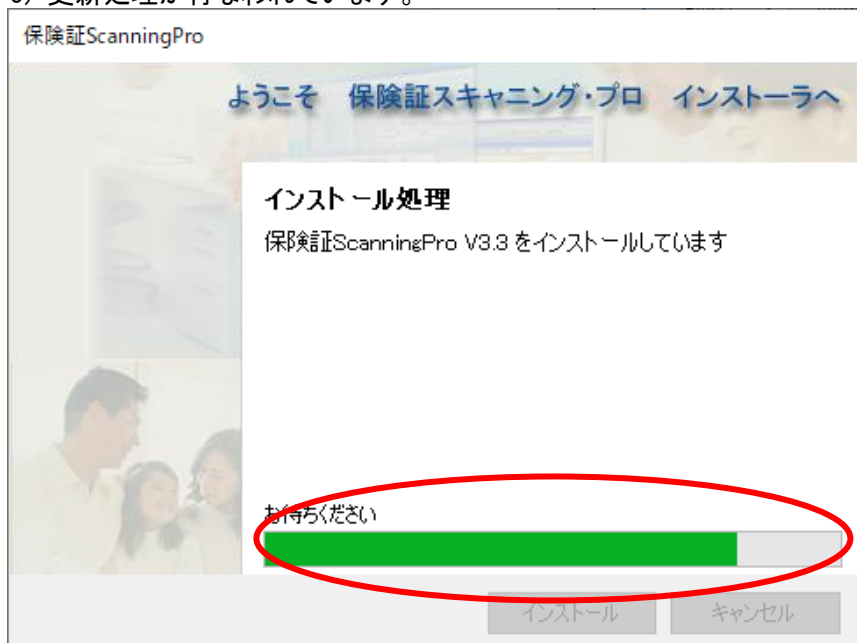 保険証ScanningPro
ようこそ 保険証スキャニング・プロ インストーラへ
インストール処理
保険証ScanningPro V3.3 をインストールしています
お待ちください
インストール キャンセル